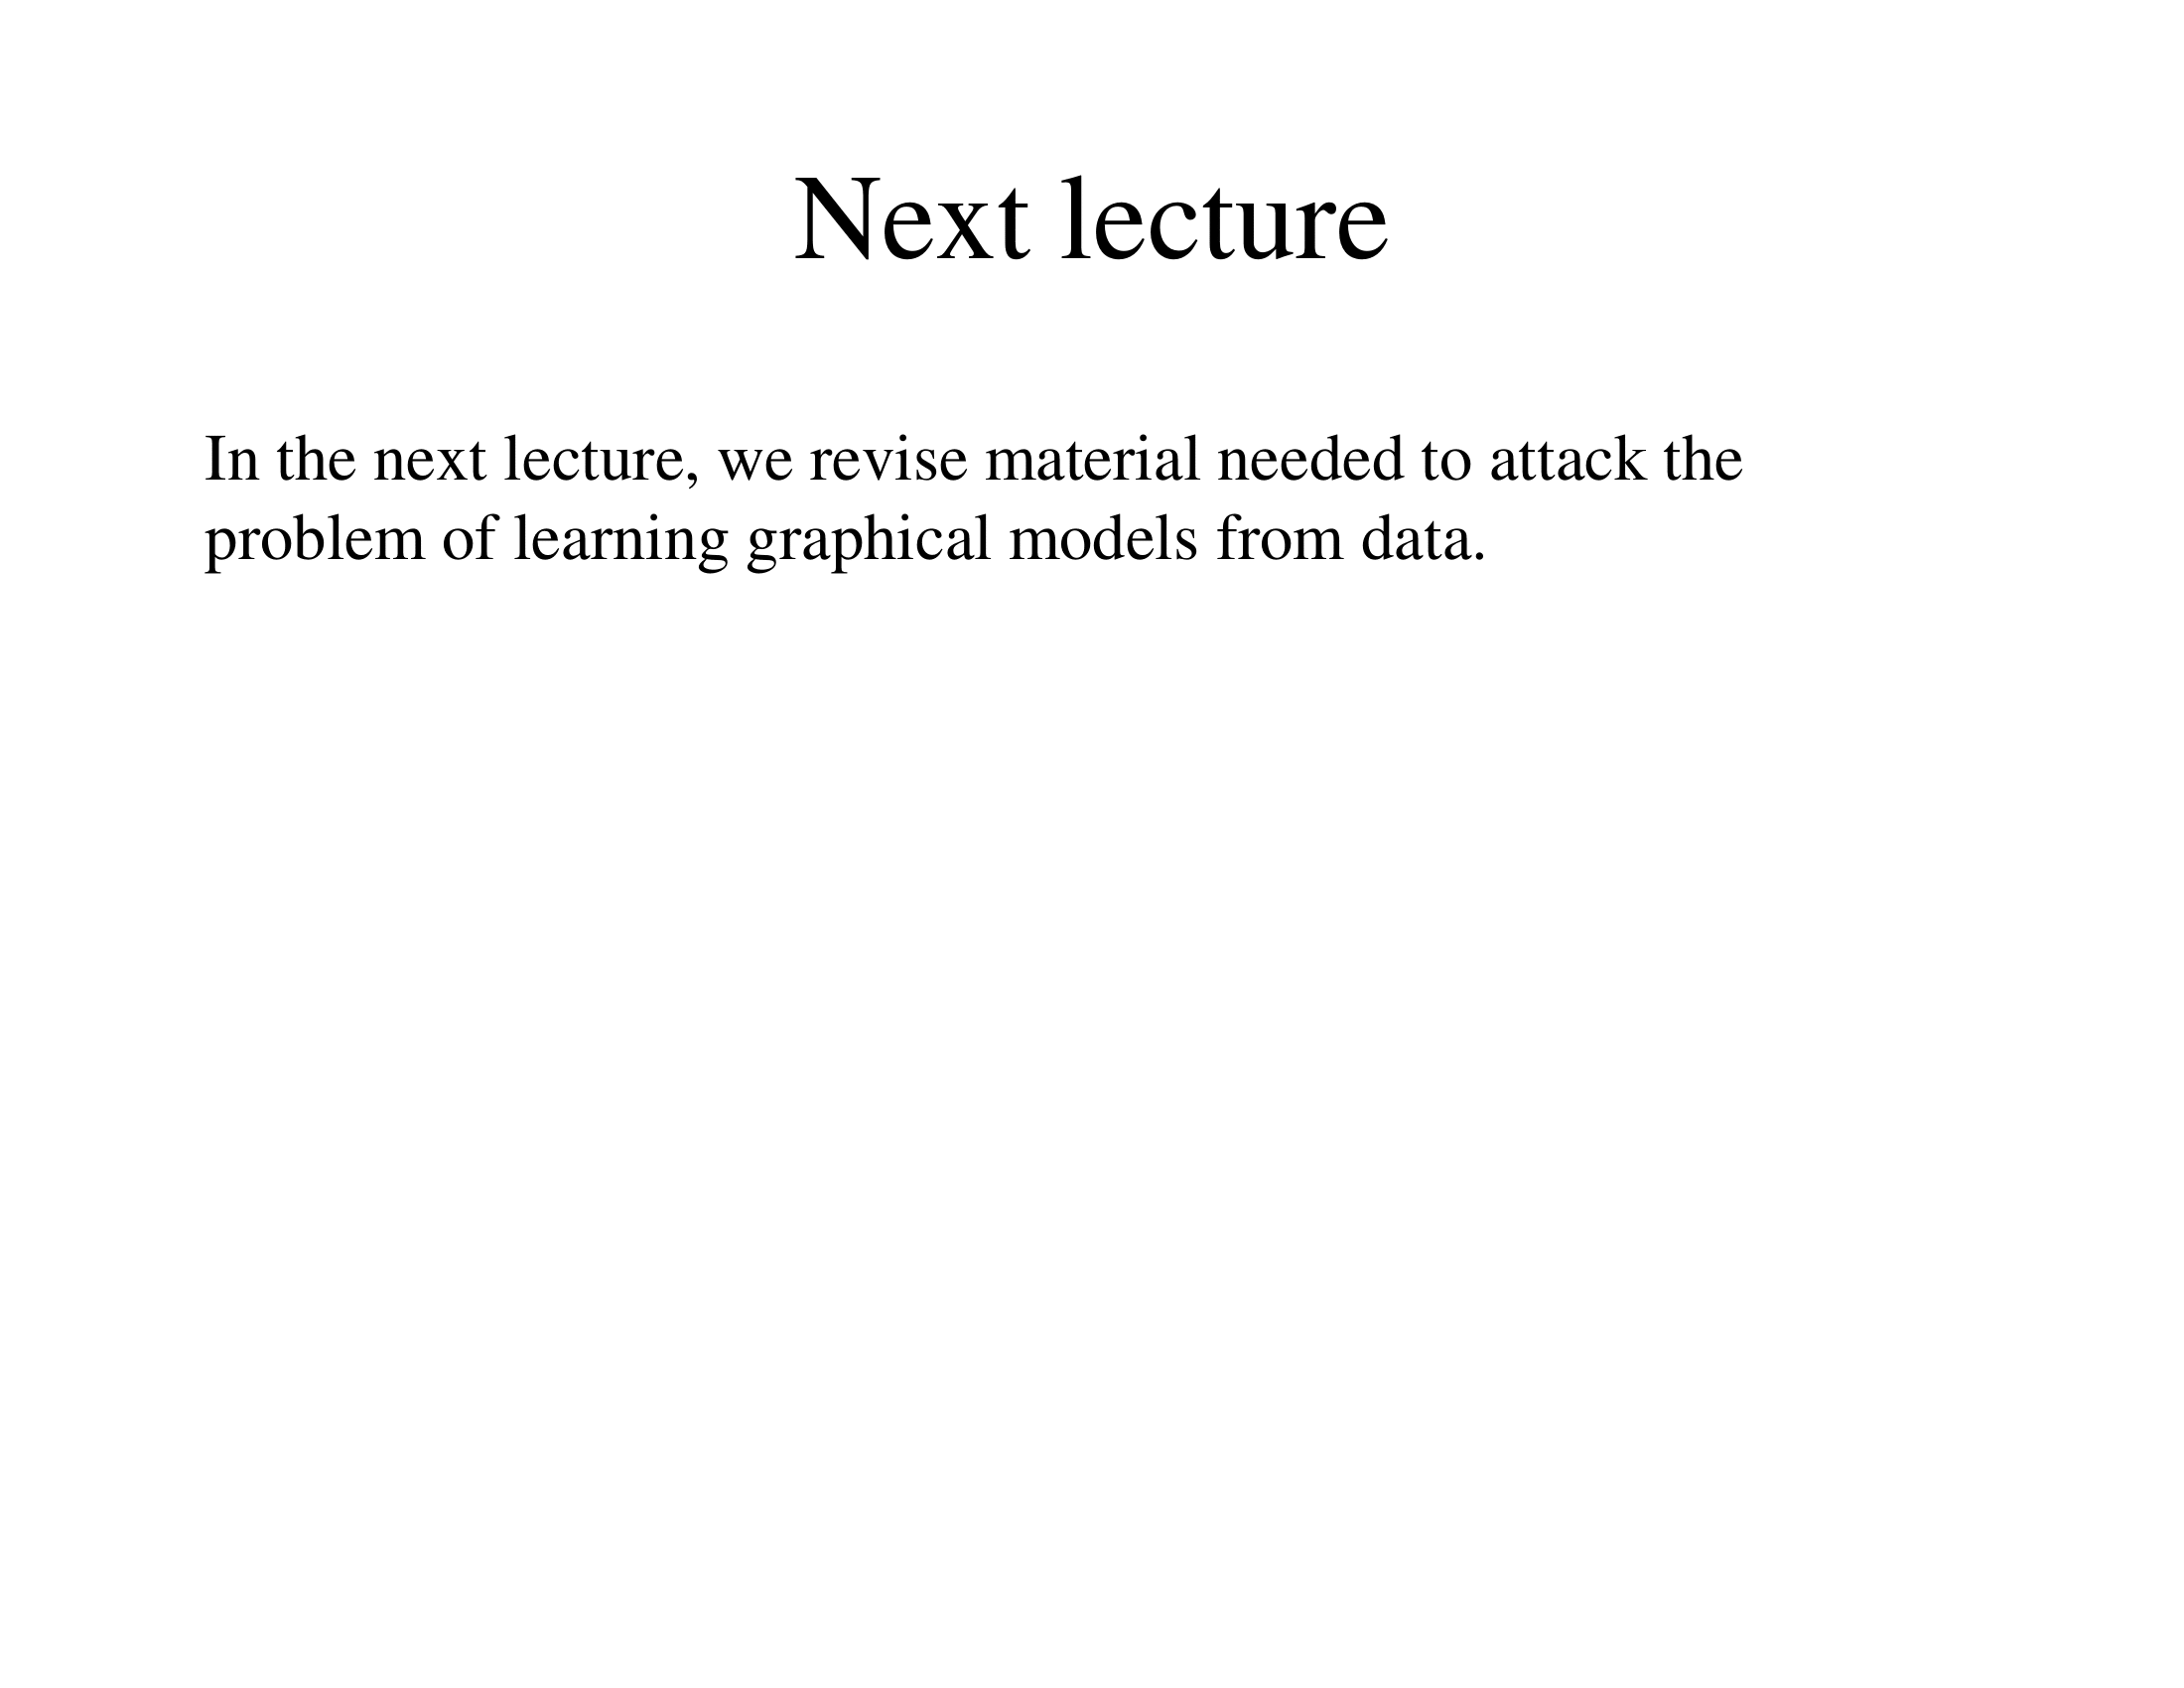 Next lecture
In the next lecture, we revise material needed to attack the
problem of learning graphical models from data.